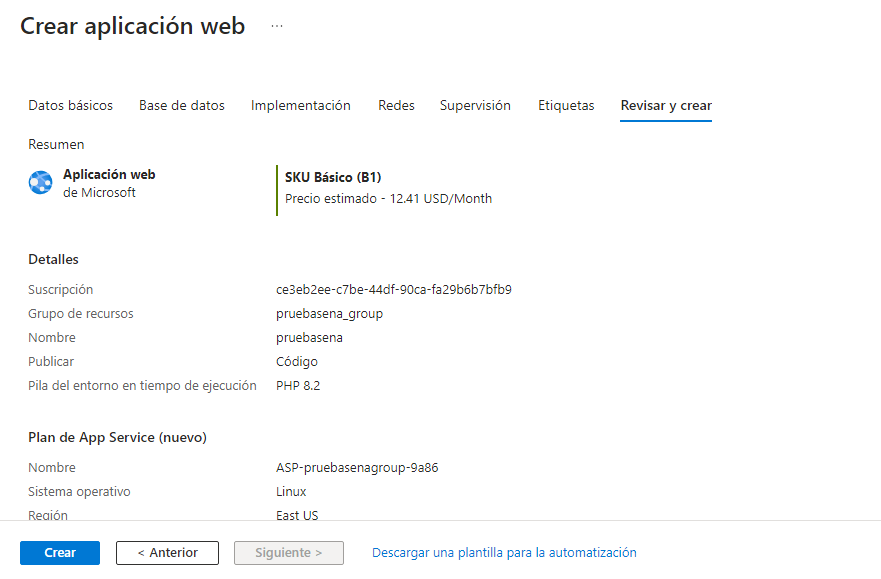 Crear aplicación web ...
Datos básicos Base de datos Implementación Redes Supervisión Etiquetas Revisar y crear
Resumen
Aplicación web
de Microsoft
SKU Básico (B1)
Precio estimado - 12.41 USD/Month
Detalles
Suscripción ce3eb2ee-c7be-44df-90ca-fa29b6b7bfb9
Grupo de recursos pruebasena_group
Nombre pruebasena
Publicar Código
Pila del entorno en tiempo de ejecución PHP 8.2
Plan de App Service (nuevo)
Nombre ASP-pruebasenagroup-9a86
Sistema operativo Linux
Región East US
Crear < Anterior Siguiente > Descargar una plantilla para la automatización